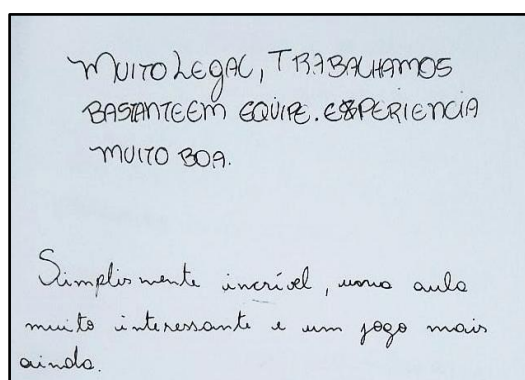 MUITO LEGAL, TRABALHAMOS
BASTANTE EM EQUIPE. EXPERIENCIA
MUITO BOA.
Simplismente incrível, uma aula
muito interessante e um jogo mais
ainda.